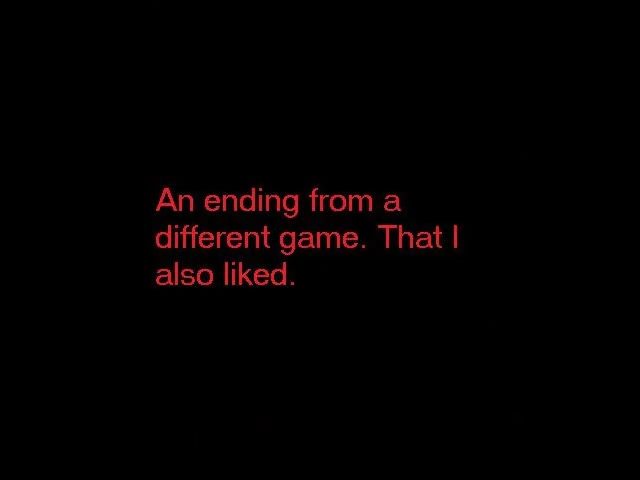 An ending from a
different game. That I
also liked.